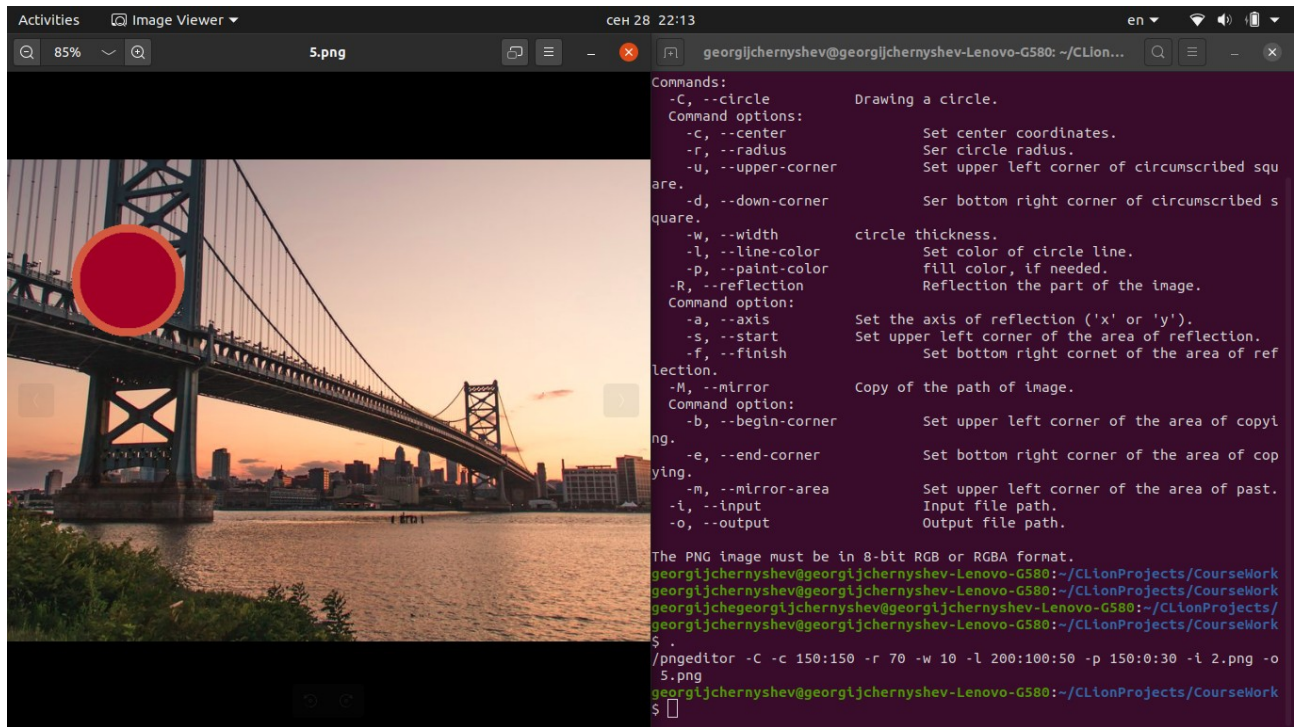 Activities
Image Viewer
сен 28 22:13
en
85%
5.png
georgijchernyshev@georgijchernyshev-Lenovo-G580: ~/CLion...
Commands:
-C, --circle Drawing a circle.
Command options:
-c, --center Set center coordinates.
-r, --radius Ser circle radius.
-u, --upper-corner Set upper left corner of circumscribed squ
are.
-d, --down-corner Ser bottom right corner of circumscribed s
quare.
-w, --width circle thickness.
-l, --line-color Set color of circle line.
-p, --paint-color fill color, if needed.
-R, --reflection Reflection the part of the image.
Command option:
-a, --axis Set the axis of reflection ('x' or 'y').
-s, --start Set upper left corner of the area of reflection.
-f, --finish Set bottom right cornet of the area of ref
lection.
-M, --mirror Copy of the path of image.
Command option:
-b, --begin-corner Set upper left corner of the area of copyi
ng.
-e, --end-corner Set bottom right corner of the area of cop
ying.
-m, --mirror-area Set upper left corner of the area of past.
-i, --input Input file path.
-o, --output Output file path.
The PNG image must be in 8-bit RGB or RGBA format.
georgijchernyshev@georgijchernyshev-Lenovo-G580:~/CLionProjects/CourseWork
georgijchernyshev@georgijchernyshev-Lenovo-G580:~/CLionProjects/CourseWork
georgijchegeorgijchernyshev@georgijchernyshev-Lenovo-G580:~/CLionProjects/
georgijchernyshev@georgijchernyshev-Lenovo-G580:~/CLionProjects/CourseWork
$ .
/pngeditor -C -c 150:150 -r 70 -w 10 -l 200:100:50 -p 150:0:30 -i 2.png -o
5.png
georgijchernyshev@georgijchernyshev-Lenovo-G580:~/CLionProjects/CourseWork
$